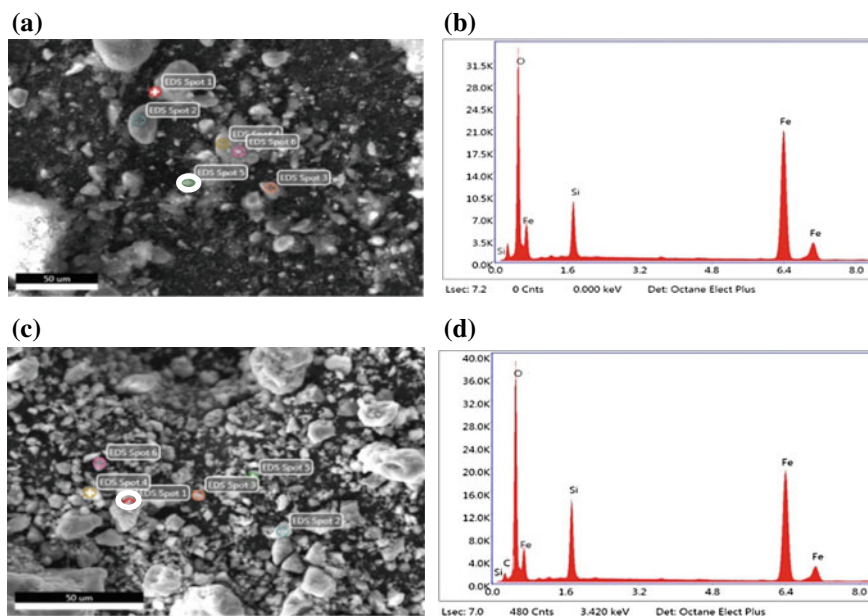 (a)
EDS Spot 1
EDS Spot 2
EDS Spot 4
EDS Spot 6
EDS Spot 5
EDS Spot 3
50 um
(b)
31.5K
28.0K
24.5K
21.0K
17.5K
14.0K
10.5K
7.0K
3.5K
0.0K
O
Fe
Si
Fe
Fe
Si
0.0 1.6 3.2 4.8 6.4 8.0
Lsec: 7.2 0 Cnts 0.000 keV Det: Octane Elect Plus
(c)
EDS Spot 6
EDS Spot 5
EDS Spot 4
EDS Spot 1
EDS Spot 3
EDS Spot 2
50 um
(d)
40.0K
36.0K
32.0K
28.0K
24.0K
20.0K
16.0K
12.0K
8.0K
4.0K
0.0K
O
Fe
Si
Fe
Fe
C
Si
0.0 1.6 3.2 4.8 6.4 8.0
Lsec: 7.0 480 Cnts 3.420 keV Det: Octane Elect Plus